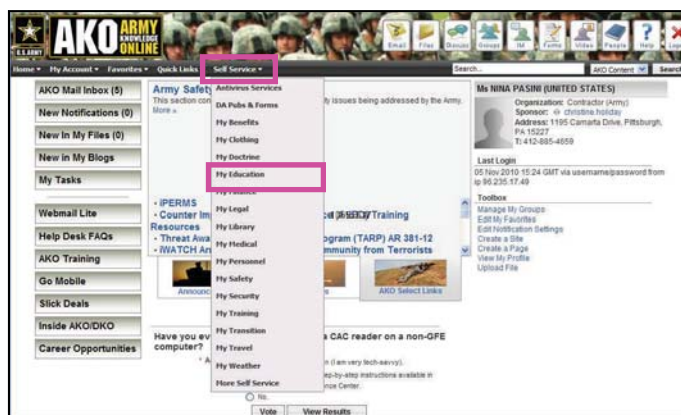 U.S.ARMY
AKO ARMY KNOWLEDGE ONLINE
Email Files Discuss Groups IM Forms Video People Help Logout
Home My Account Favorites Quick Links Self Service Search... AKO Content Search
AKO Mail Inbox (5)
New Notifications (0)
New In My Files (0)
New in My Blogs
My Tasks
Webmail Lite
Help Desk FAQs
AKO Training
Go Mobile
Slick Deals
Inside AKO/DKO
Career Opportunities
Antivirus Services
DA Pubs & Forms
My Benefits
My Clothing
My Doctrine
My Education
My Finance
My Legal
My Library
My Medical
My Personnel
My Safety
My Security
My Training
My Transition
My Travel
My Weather
More Self Service
Army Safety
This section con ty issues being addressed by the Army.
More »
- iPERMS
- Counter Im Training
Resources
- Threat Awa ogram (TARP) AR 381-12
- iWATCH Ar mmunity from Terrorists
Announc
AKO Select Links
Have you ev a CAC reader on a non-GFE
computer?
n (I am very tech-savvy).
ep-by-step instructions available in
nce Center.
No.
Vote View Results
Ms NINA PASINI (UNITED STATES)
Organization: Contractor (Army)
Sponsor: christine.holiday
Address: 1195 Camarta Drive, Pittsburgh,
PA 15227
T: 412-885-4659
Last Login
05 Nov 2010 15:24 GMT via username/password from
ip 96.235.17.49
Toolbox
Manage My Groups
Edit My Favorites
Edit Notification Settings
Create a Site
Create a Page
View My Profile
Upload File